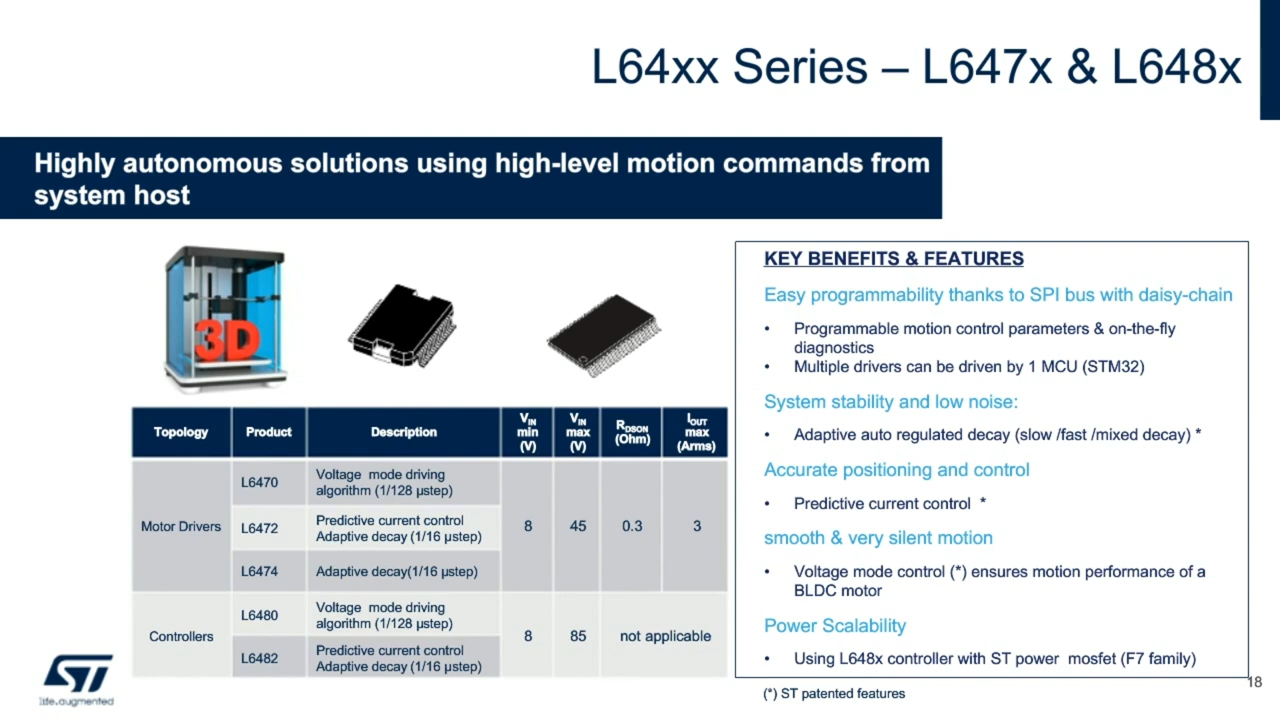 L64xx Series – L647x & L648x
Highly autonomous solutions using high-level motion commands from
system host
3D
Topology
Product
Description
VIN
min
(V)
VIN
max
(V)
RDSON
(Ohm)
IOUT
max
(Arms)
Motor Drivers
L6470
Voltage mode driving
algorithm (1/128 µstep)
L6472
Predictive current control
Adaptive decay (1/16 µstep)
L6474
Adaptive decay(1/16 µstep)
8
45
0.3
3
Controllers
L6480
Voltage mode driving
algorithm (1/128 µstep)
L6482
Predictive current control
Adaptive decay (1/16 µstep)
8
85
not applicable
KEY BENEFITS & FEATURES
Easy programmability thanks to SPI bus with daisy-chain
• Programmable motion control parameters & on-the-fly
diagnostics
• Multiple drivers can be driven by 1 MCU (STM32)
System stability and low noise:
• Adaptive auto regulated decay (slow /fast /mixed decay) *
Accurate positioning and control
• Predictive current control *
smooth & very silent motion
• Voltage mode control (*) ensures motion performance of a
BLDC motor
Power Scalability
• Using L648x controller with ST power mosfet (F7 family)
(*) ST patented features
18
ST
life.augmented